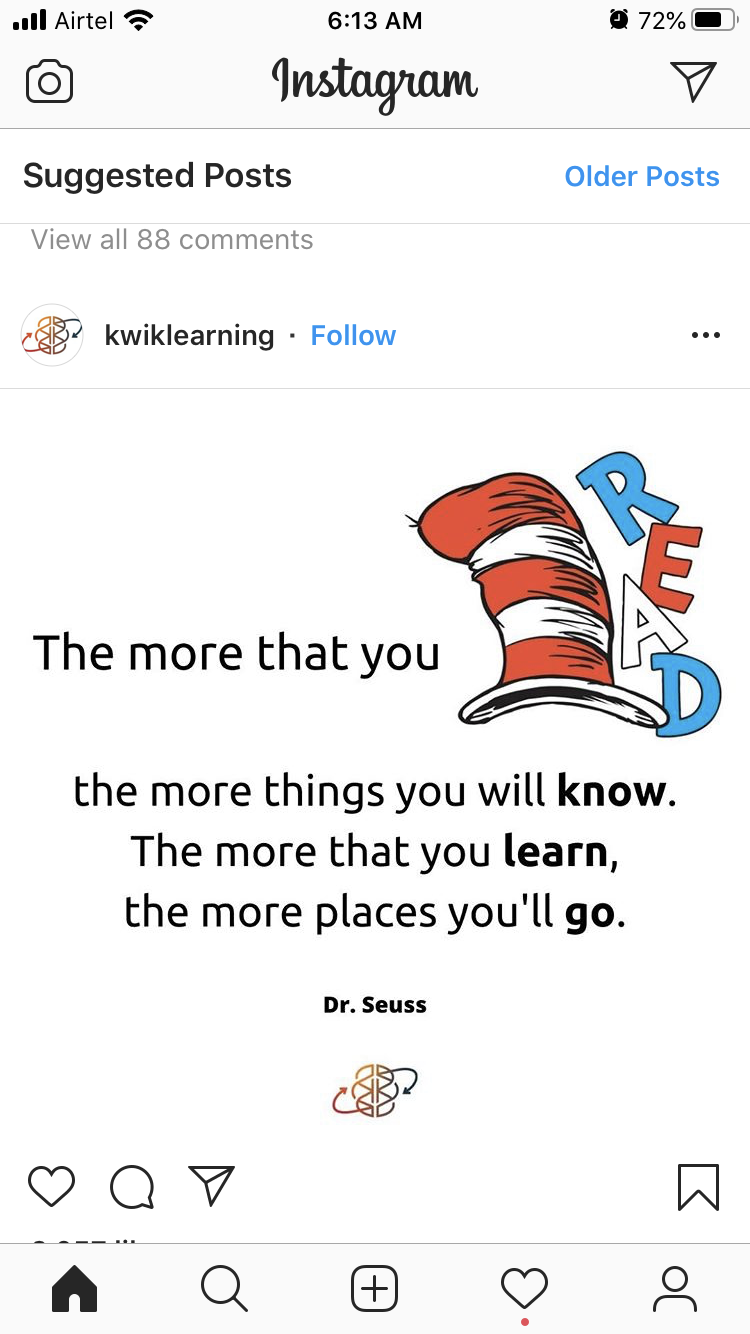 Airtel 6:13 AM 72%
Instagram
Suggested Posts Older Posts
View all 88 comments
kwiklearning · Follow
The more that you READ
the more things you will know.
The more that you learn,
the more places you'll go.
Dr. Seuss